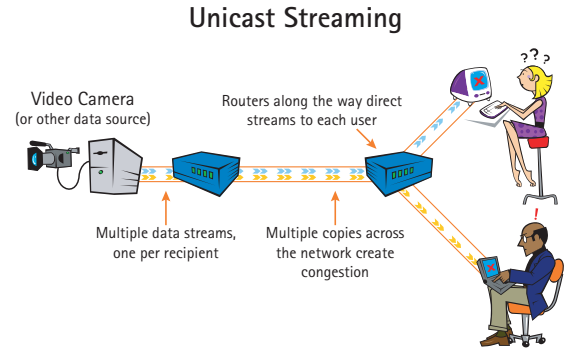 Unicast Streaming
Video Camera
(or other data source)
Routers along the way direct
streams to each user
???
Multiple data streams,
one per recipient
Multiple copies across
the network create
congestion
!